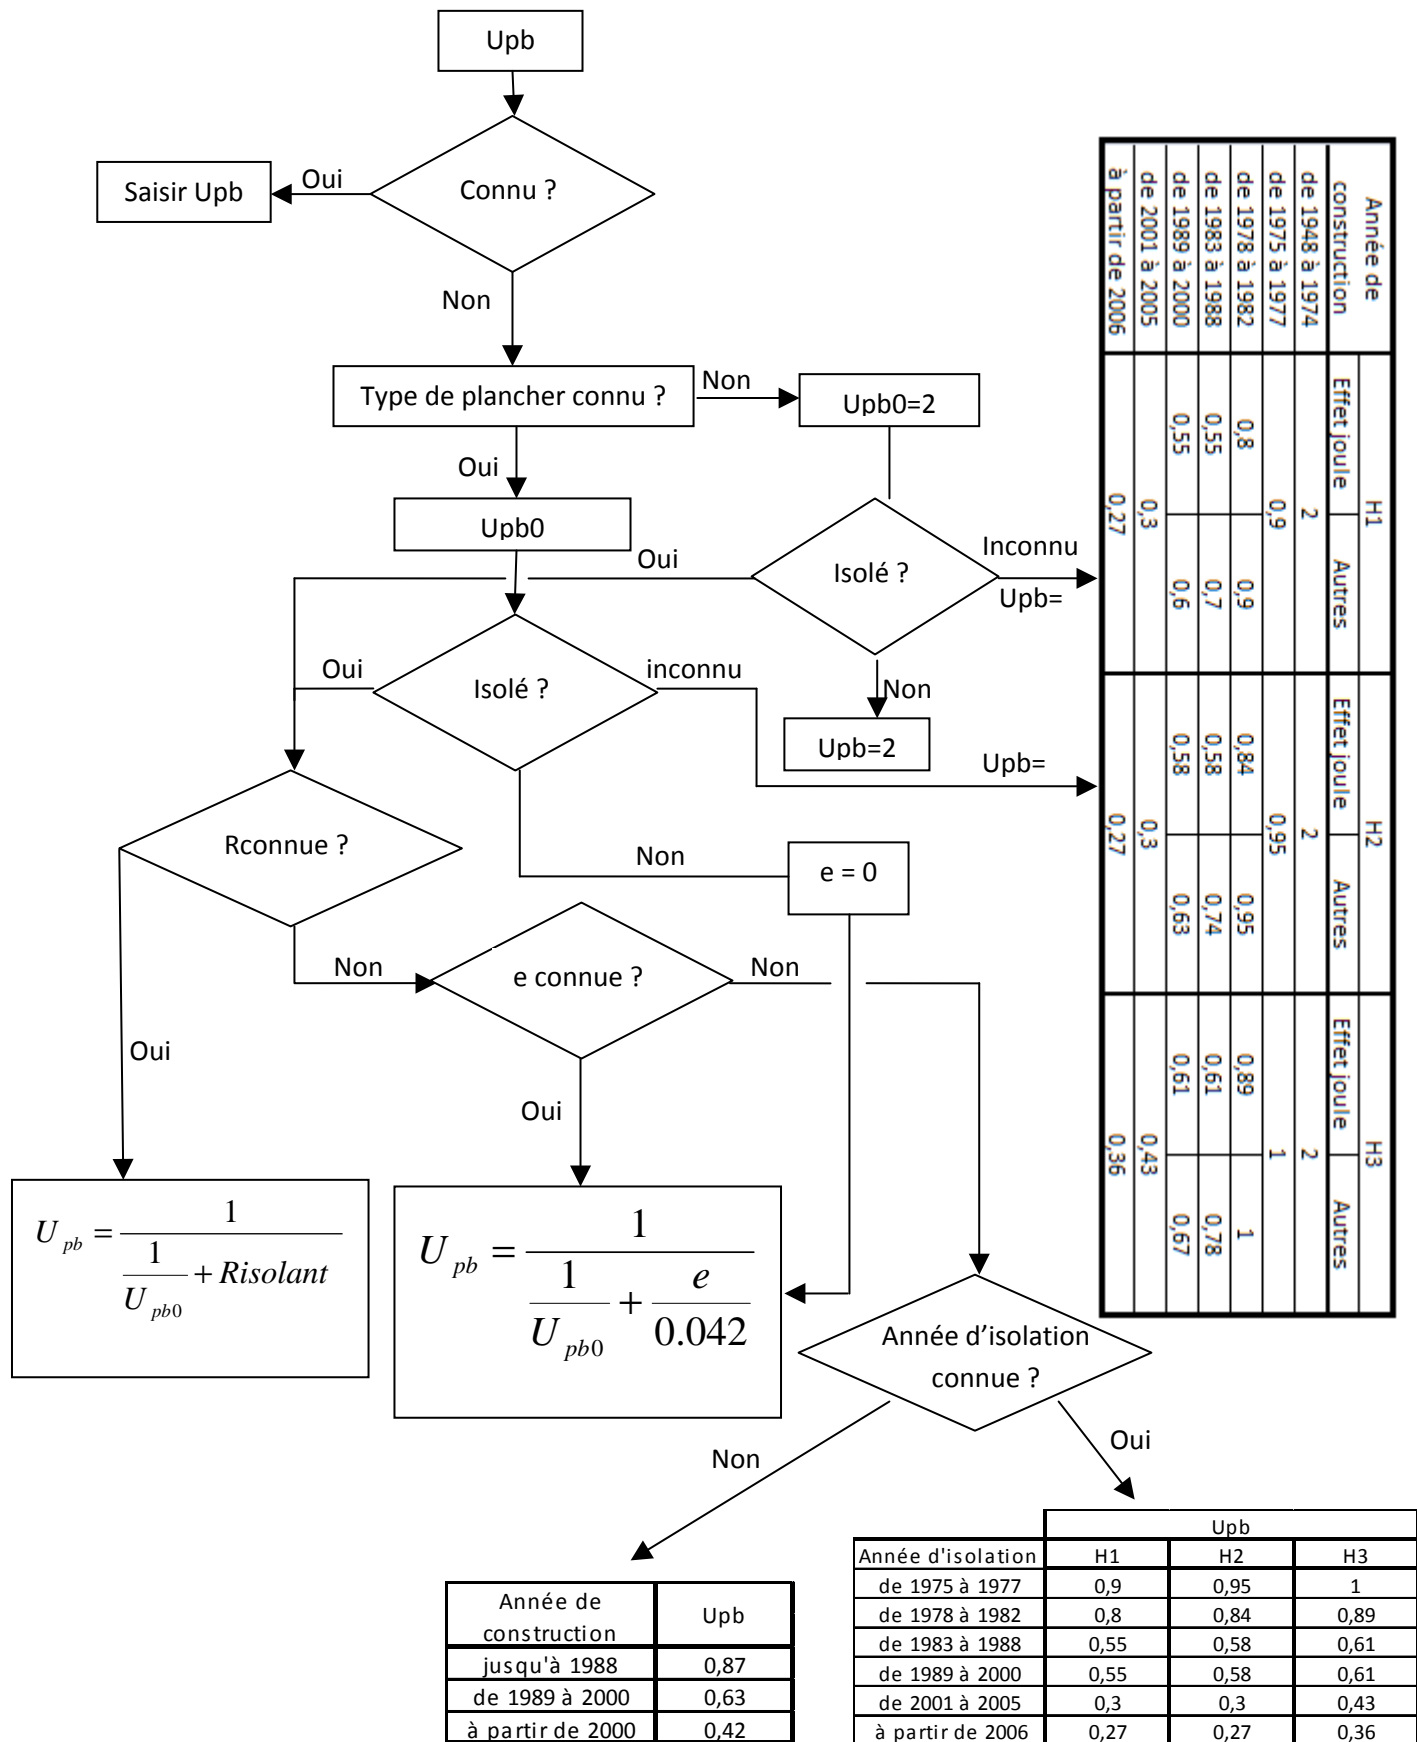 Upb
Connu ?
Oui
Saisir Upb
Non
Type de plancher connu ?
Non
Upb0=2
Oui
Upb0
Isolé ?
Oui
Inconnu
Upb=
Non
Upb=2
Isolé ?
Oui
inconnu
Upb=
Non
e = 0
Rconnue ?
Non
Oui
e connue ?
Non
Oui
U pb = 1 / (1 / U pb0 + Risolant)
U pb = 1 / (1 / U pb0 + e / 0.042)
Année d’isolation
connue ?
Non
Oui
Année de construction H1 H2 H3
Effet joule Autres Effet joule Autres Effet joule Autres
de 1948 à 1974 2 2 2
de 1975 à 1977 0,9 0,95 1
de 1978 à 1982 0,8 0,9 0,84 0,95 0,89 1
de 1983 à 1988 0,55 0,7 0,58 0,74 0,61 0,78
de 1989 à 2000 0,55 0,6 0,58 0,63 0,61 0,67
de 2001 à 2005 0,3 0,3 0,43
à partir de 2006 0,27 0,27 0,36
Année de
construction Upb
jusqu'à 1988 0,87
de 1989 à 2000 0,63
à partir de 2000 0,42
Upb
Année d'isolation H1 H2 H3
de 1975 à 1977 0,9 0,95 1
de 1978 à 1982 0,8 0,84 0,89
de 1983 à 1988 0,55 0,58 0,61
de 1989 à 2000 0,55 0,58 0,61
de 2001 à 2005 0,3 0,3 0,43
à partir de 2006 0,27 0,27 0,36